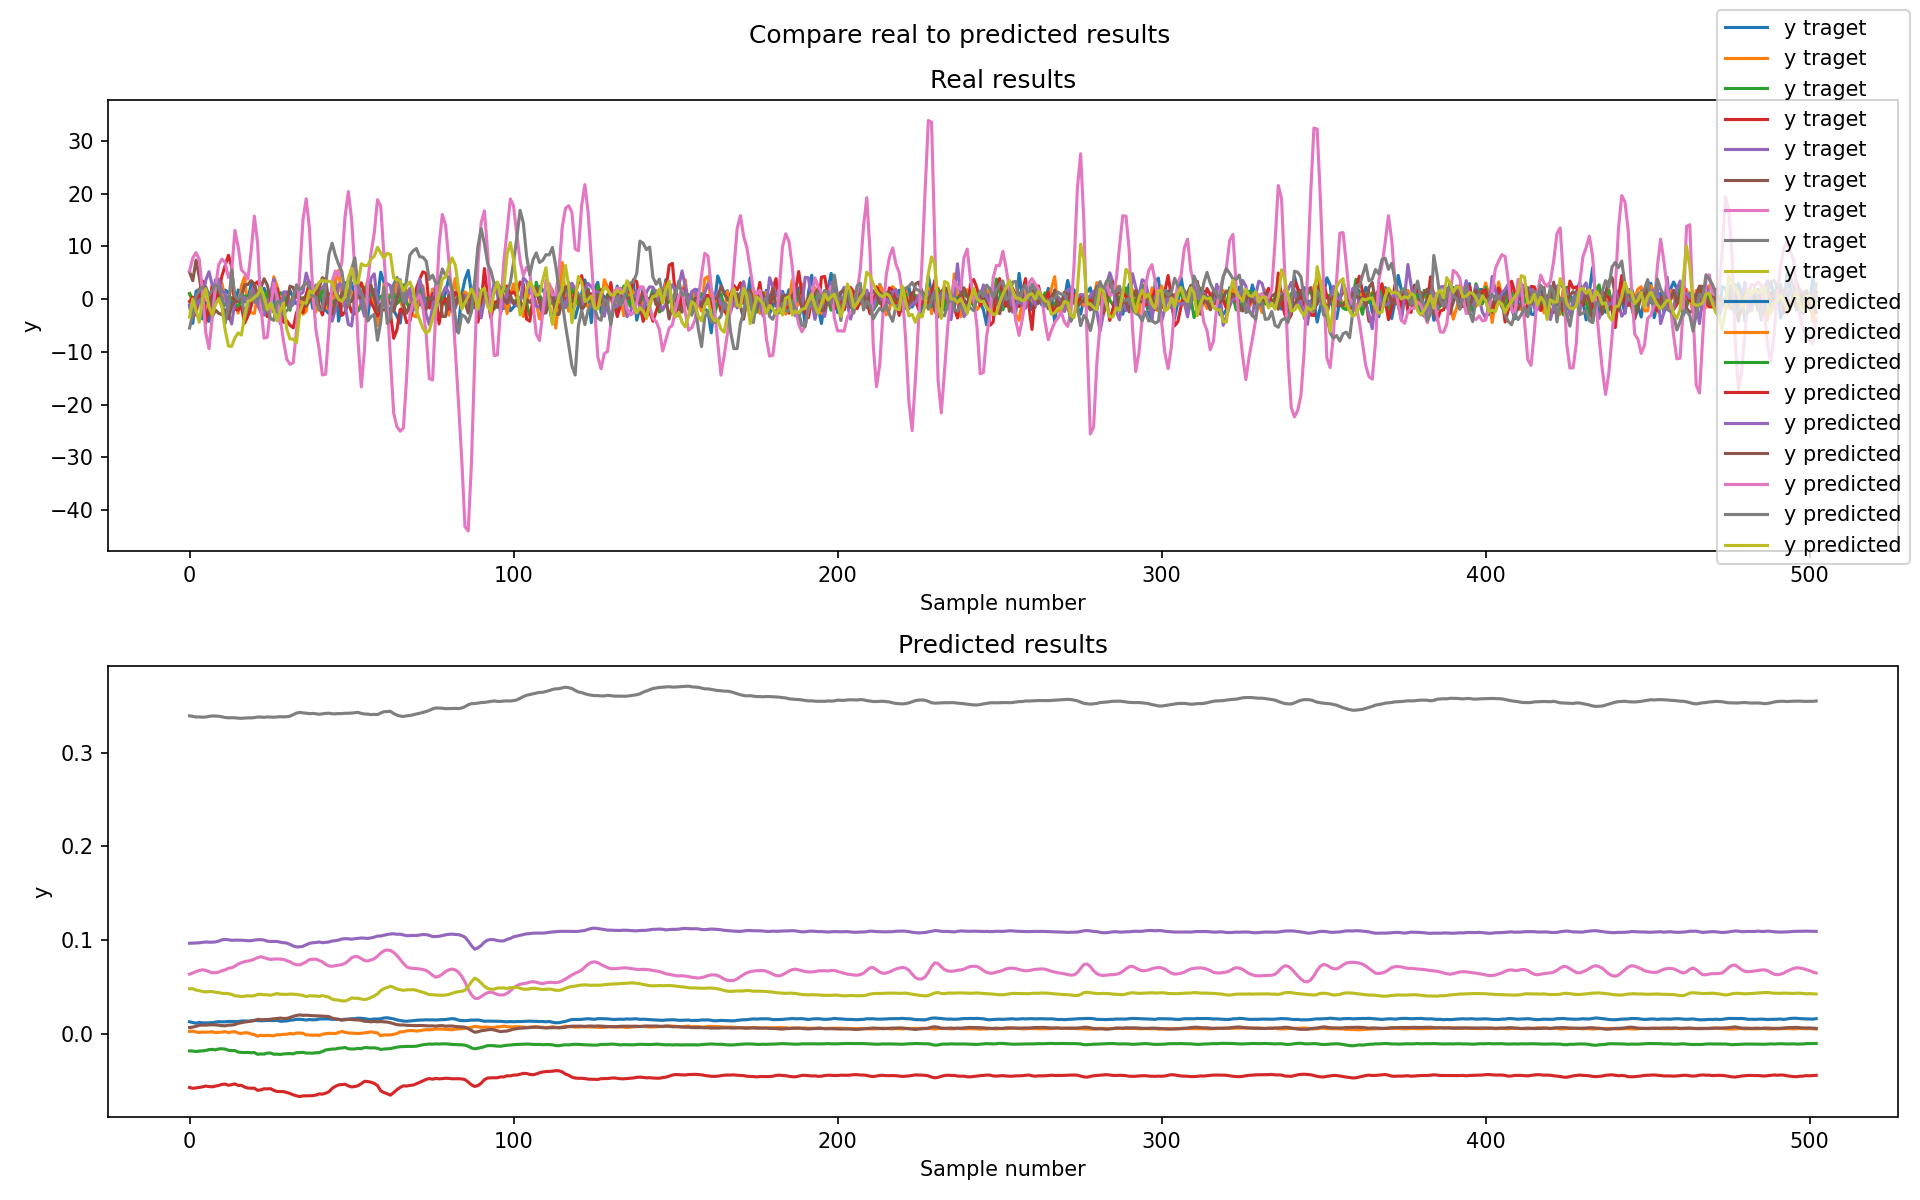 Compare real to predicted results
Real results
y traget
y traget
y traget
y traget
y traget
y traget
y traget
y traget
y traget
y predicted
y predicted
y predicted
y predicted
y predicted
y predicted
y predicted
y predicted
y predicted
30
20
10
0
−10
−20
−30
−40
y
0 100 200 300 400 500
Sample number
Predicted results
0.3
0.2
0.1
0.0
y
0 100 200 300 400 500
Sample number